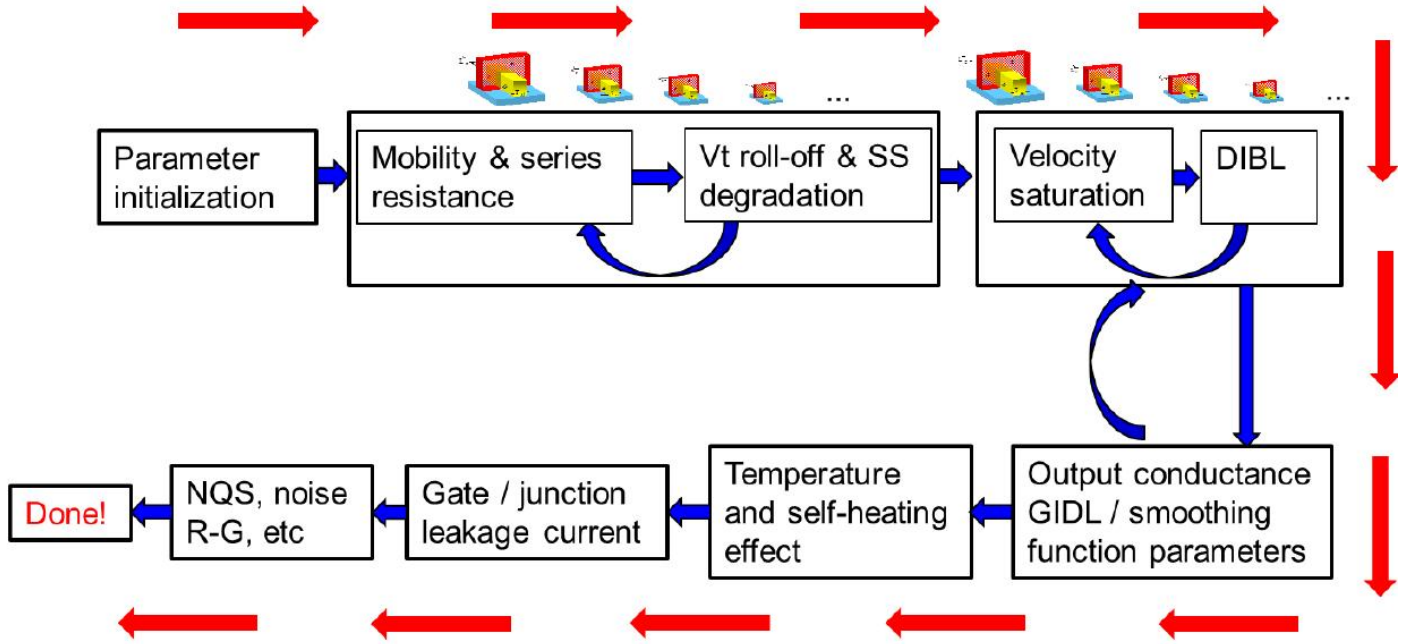 ...
...
Parameter
initialization
Mobility & series
resistance
Vt roll-off & SS
degradation
Velocity
saturation
DIBL
Output conductance
GIDL / smoothing
function parameters
Temperature
and self-heating
effect
Gate / junction
leakage current
NQS, noise
R-G, etc
Done!